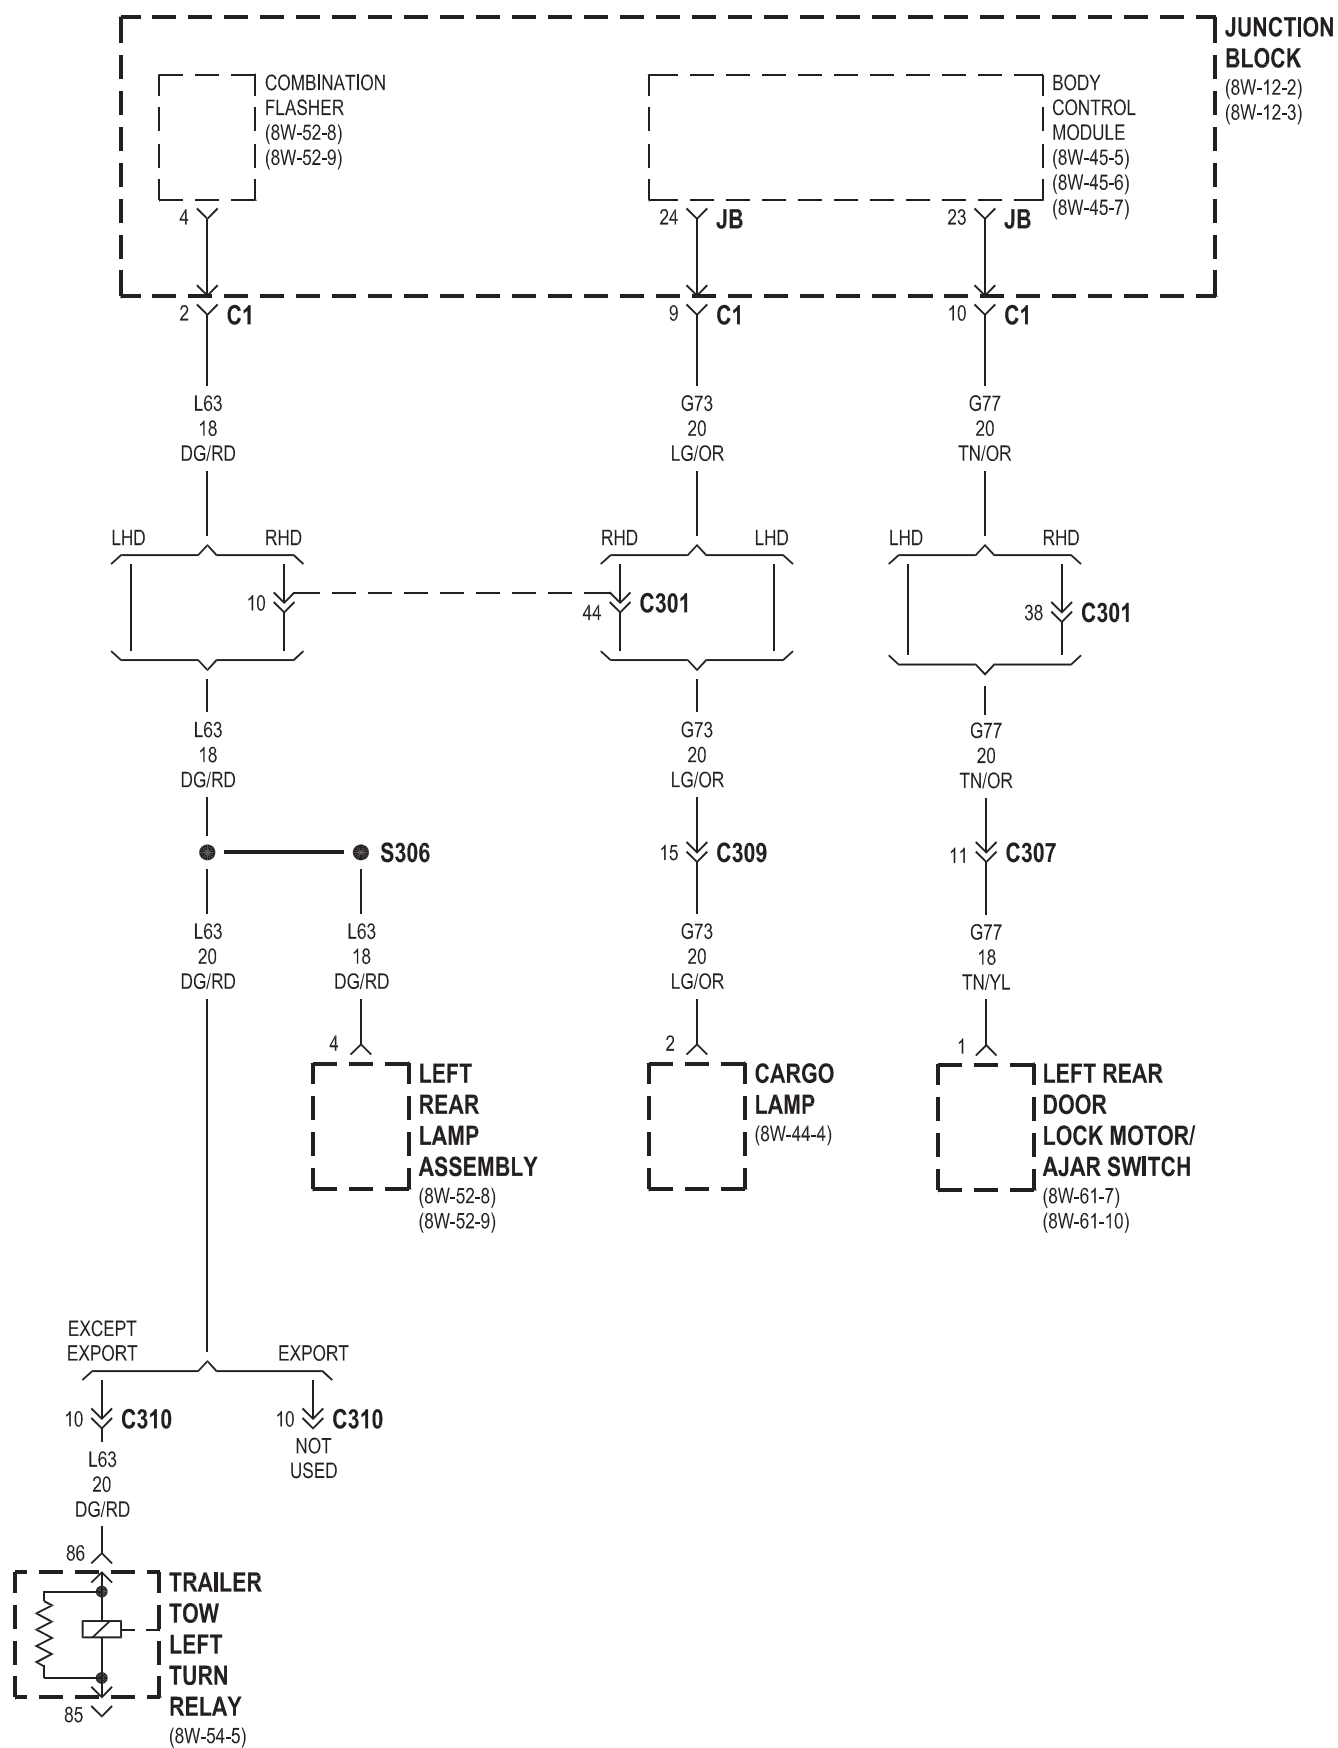 JUNCTION
BLOCK
(8W-12-2)
(8W-12-3)
COMBINATION
FLASHER
(8W-52-8)
(8W-52-9)
BODY
CONTROL
MODULE
(8W-45-5)
(8W-45-6)
(8W-45-7)
4
24 JB
23 JB
2 C1
9 C1
10 C1
L63
18
DG/RD
G73
20
LG/OR
G77
20
TN/OR
LHD RHD
RHD LHD
LHD RHD
10
44 C301
38 C301
L63
18
DG/RD
G73
20
LG/OR
G77
20
TN/OR
S306
15 C309
11 C307
L63
20
DG/RD
L63
18
DG/RD
G73
20
LG/OR
G77
18
TN/YL
4
LEFT
REAR
LAMP
ASSEMBLY
(8W-52-8)
(8W-52-9)
2
CARGO
LAMP
(8W-44-4)
1
LEFT REAR
DOOR
LOCK MOTOR/
AJAR SWITCH
(8W-61-7)
(8W-61-10)
EXCEPT
EXPORT
EXPORT
10 C310
10 C310
NOT
USED
L63
20
DG/RD
86
TRAILER
TOW
LEFT
TURN
RELAY
(8W-54-5)
85